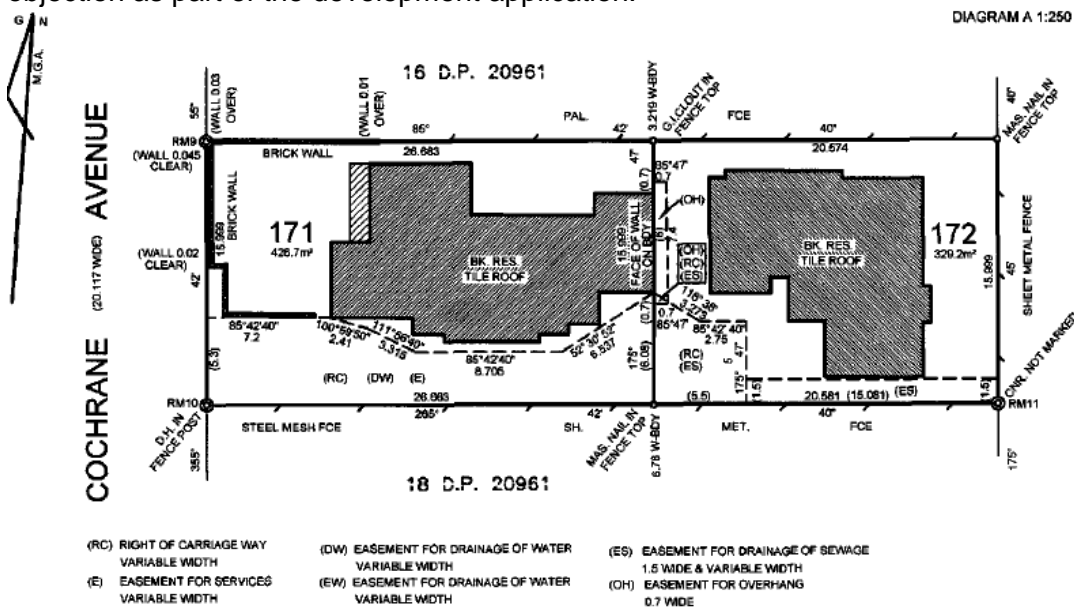 objection as part of the development application.
DIAGRAM A 1:250
G N
M.G.A.
16 D.P. 20961
55"
(WALL 0.03 OVER)
(WALL 0.01 OVER)
85°
PAL.
42'
3.219 W-BDY
G.I.CLOUT IN FENCE TOP
FCE
40"
MAS. NAIL IN FENCE TOP
40"
RM9
(WALL 0.045 CLEAR)
BRICK WALL
26.683
47'
85°47'
0.7
20.574
COCHRANE AVENUE
(20.117 WIDE)
15.999
BRICK WALL
(WALL 0.02 CLEAR)
42'
171
426.7m²
BK. RES.
TILE ROOF
(0.7)
FACE OF WALL ON BDY
15.999
(OH)
(OH)
(RC)
(ES)
BK. RES.
TILE ROOF
172
329.2m²
15.999
SHEET METAL FENCE
45'
85°42'40"
7.2
100°59'50"
2.41
111°56'40"
3.315
85°42'40"
8.706
52°30'52"
6.537
(0.7)
0.7
85°47'
116°38'
3.273
85°42'40"
2.75
175°
(6.08)
(RC)
(ES)
47'
175°
(1.5)
(5.3)
(RC) (DW) (E)
CNR. NOT MARKED
(1.5)
RM10
26.683
(5.5)
20.581 (15.081) (ES)
RM11
D.H. IN FENCE POST
355°
STEEL MESH FCE
265°
SH.
42'
MAS. NAIL IN FENCE TOP
6.78 W-BDY
MET.
40"
FCE
175°
18 D.P. 20961
(RC) RIGHT OF CARRIAGE WAY
VARIABLE WIDTH
(E) EASEMENT FOR SERVICES
VARIABLE WIDTH
(DW) EASEMENT FOR DRAINAGE OF WATER
VARIABLE WIDTH
(EW) EASEMENT FOR DRAINAGE OF WATER
VARIABLE WIDTH
(ES) EASEMENT FOR DRAINAGE OF SEWAGE
1.5 WIDE & VARIABLE WIDTH
(OH) EASEMENT FOR OVERHANG
0.7 WIDE